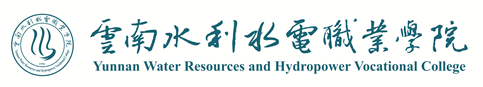 雲南水利水電職業學院
Yunnan Water Resources and Hydropower Vocational College